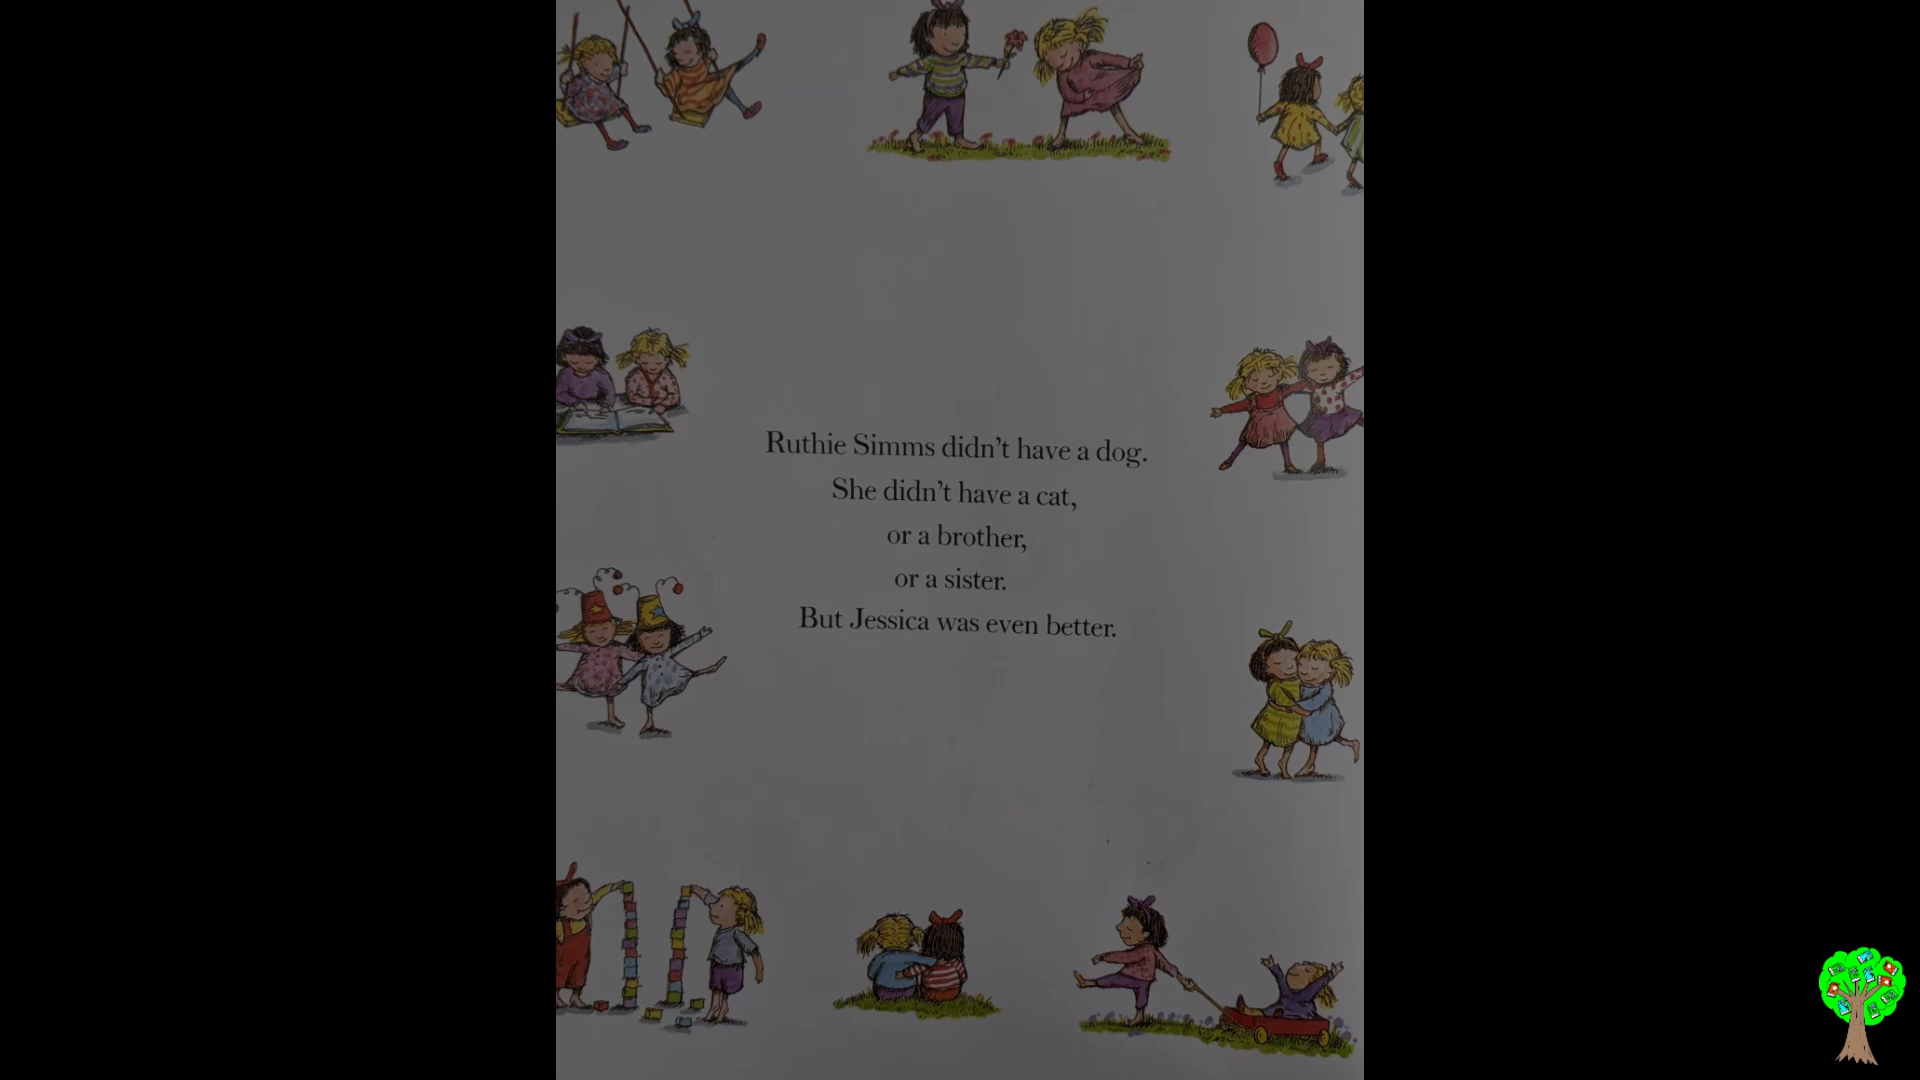 Ruthie Simms didn't have a dog.
She didn't have a cat,
or a brother,
or a sister.
But Jessica was even better.